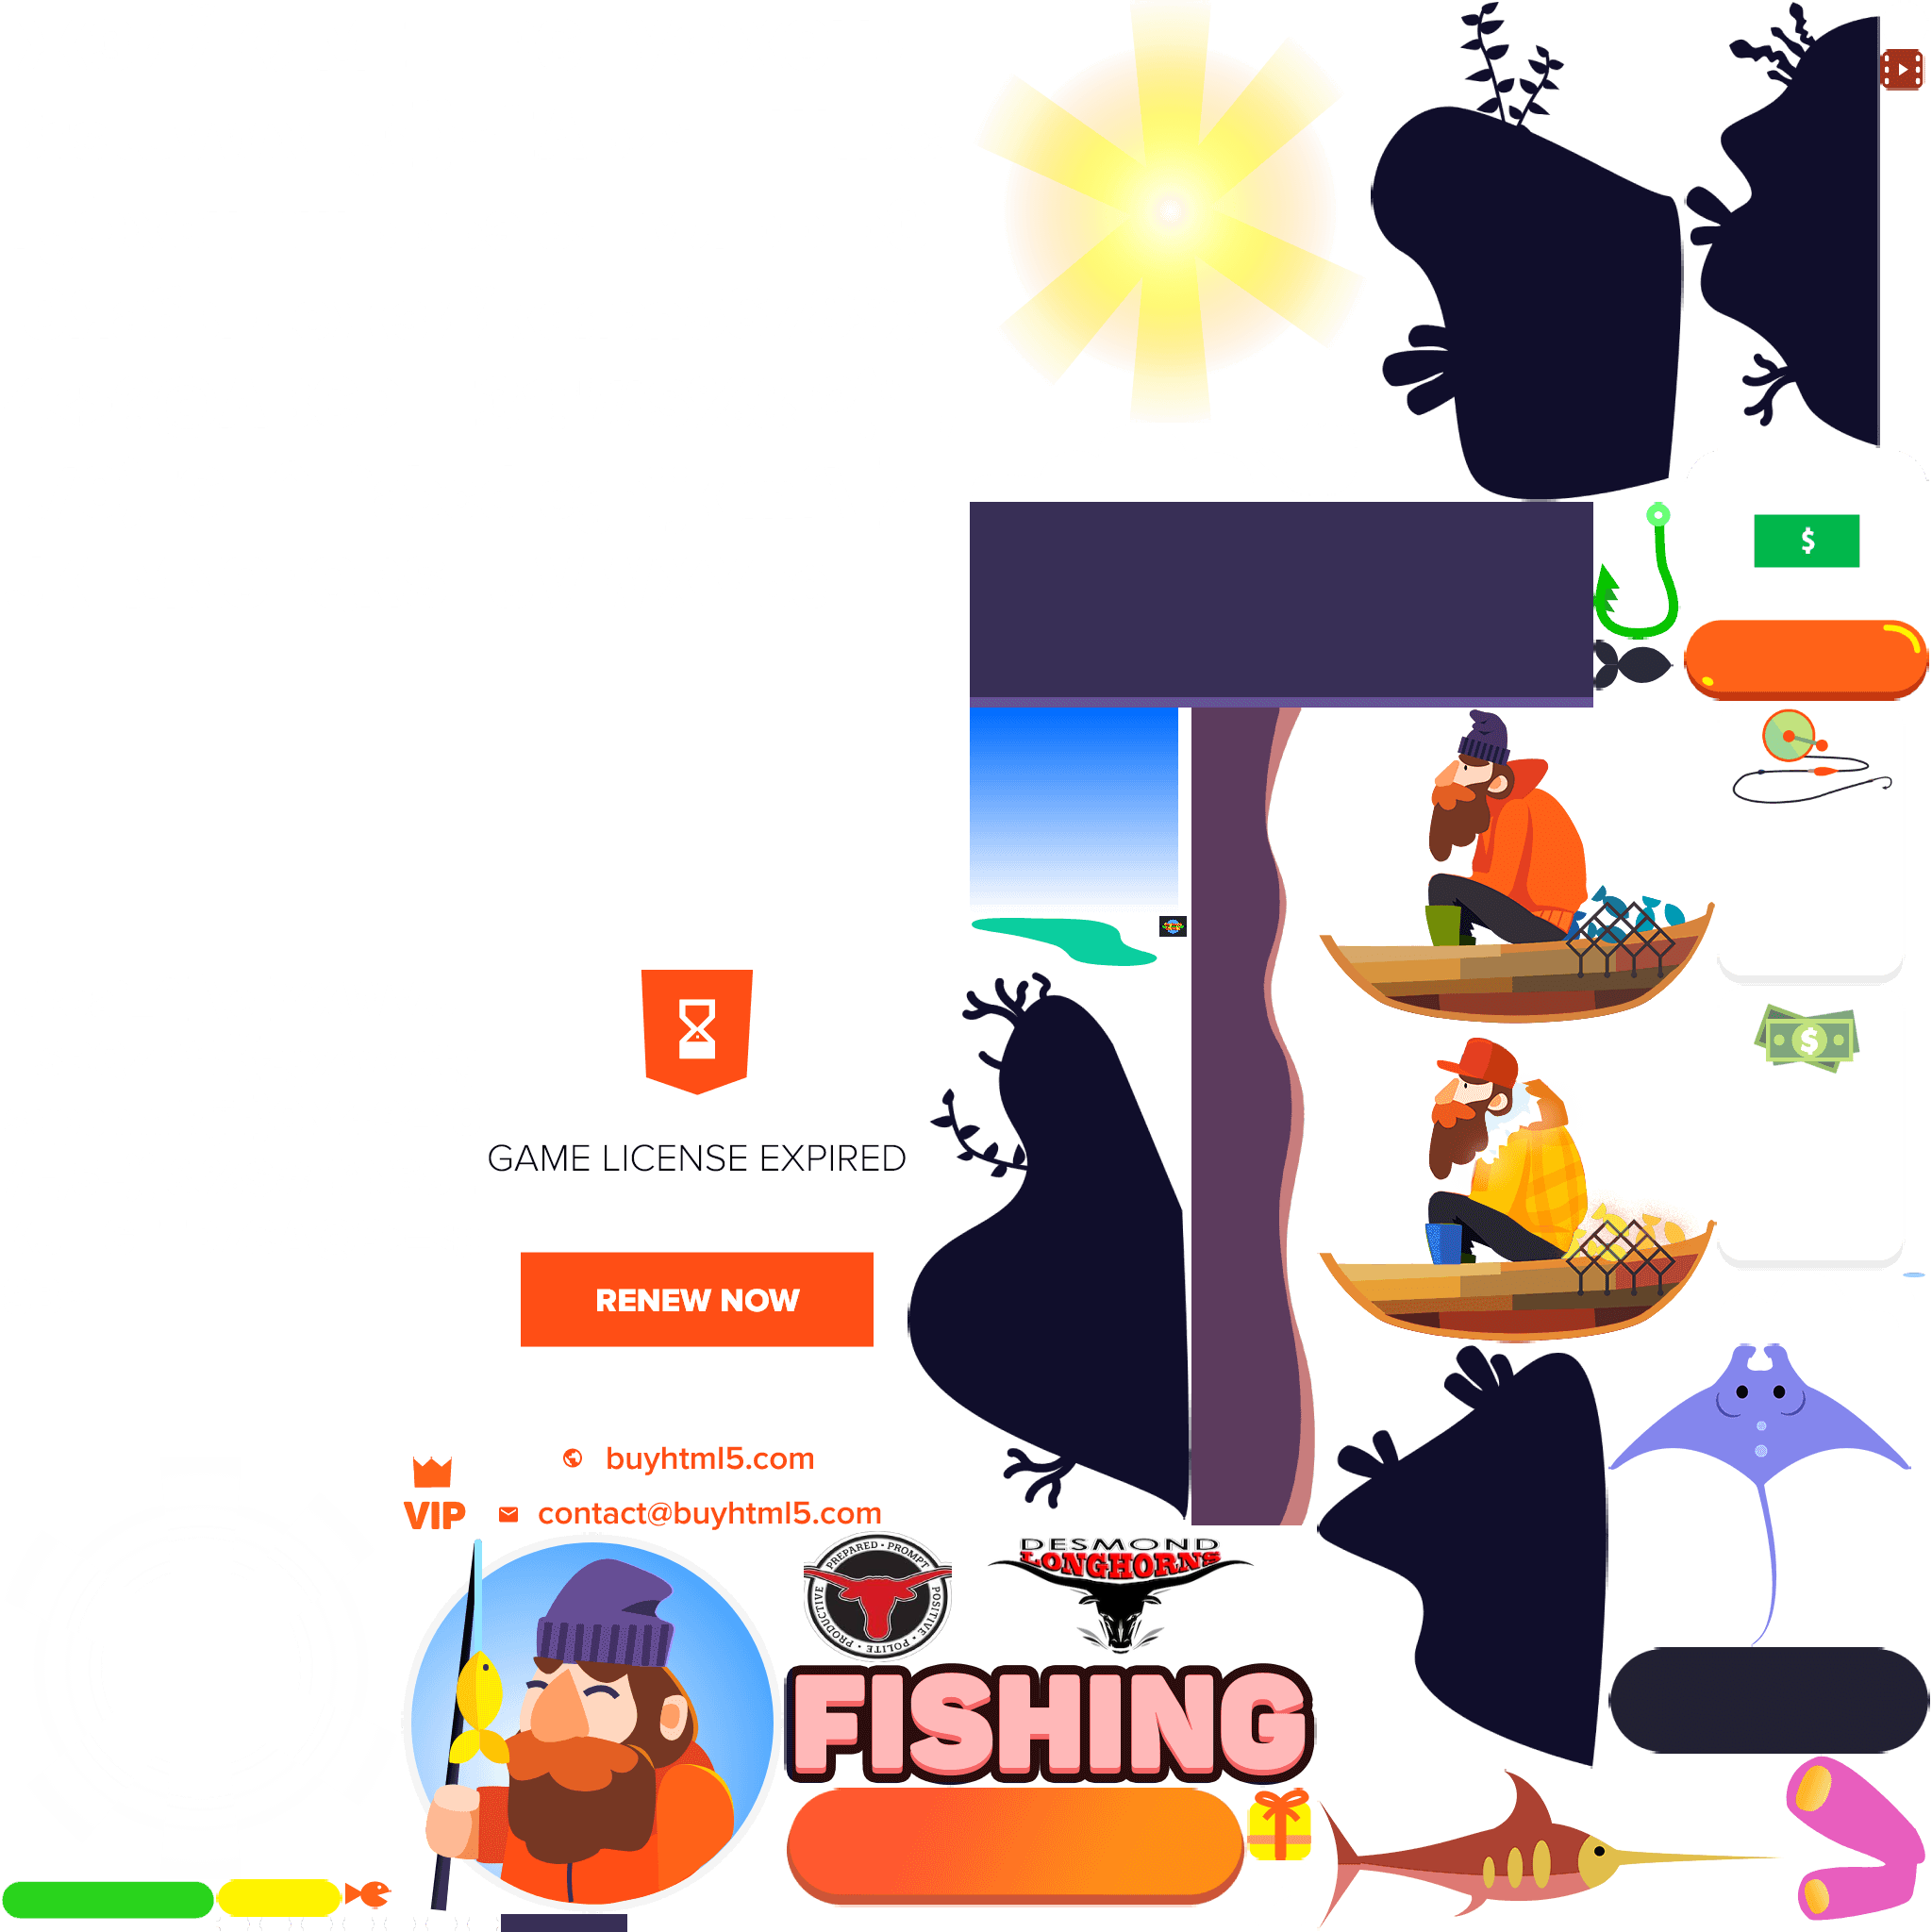 $
$
GAME LICENSE EXPIRED
RENEW NOW
buyhtml5.com
VIP
contact@buyhtml5.com
PREPARED • PROMPT
POSITIVE • POLITE • PRODUCTIVE
DESMOND
LONGHORNS
FISHING